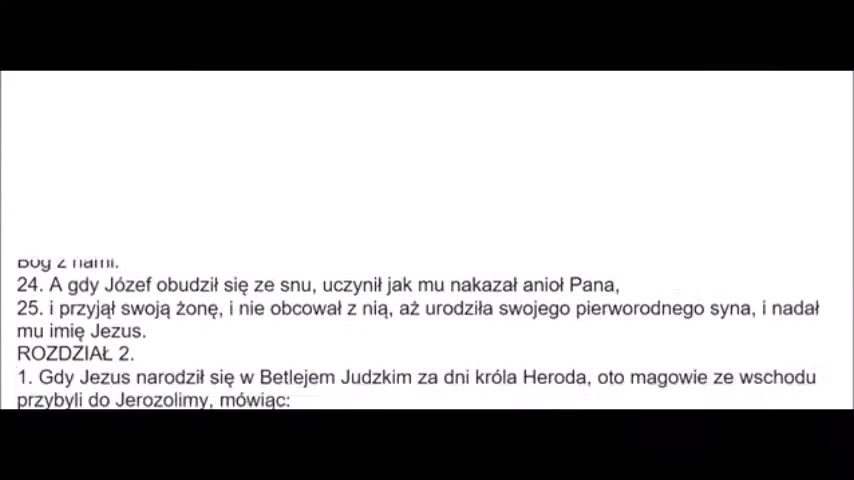 Bóg z nami.
24. A gdy Józef obudził się ze snu, uczynił jak mu nakazał anioł Pana,
25. i przyjął swoją żonę, i nie obcował z nią, aż urodziła swojego pierworodnego syna, i nadał
mu imię Jezus.
ROZDZIAŁ 2.
1. Gdy Jezus narodził się w Betlejem Judzkim za dni króla Heroda, oto magowie ze wschodu
przybyli do Jerozolimy, mówiąc: